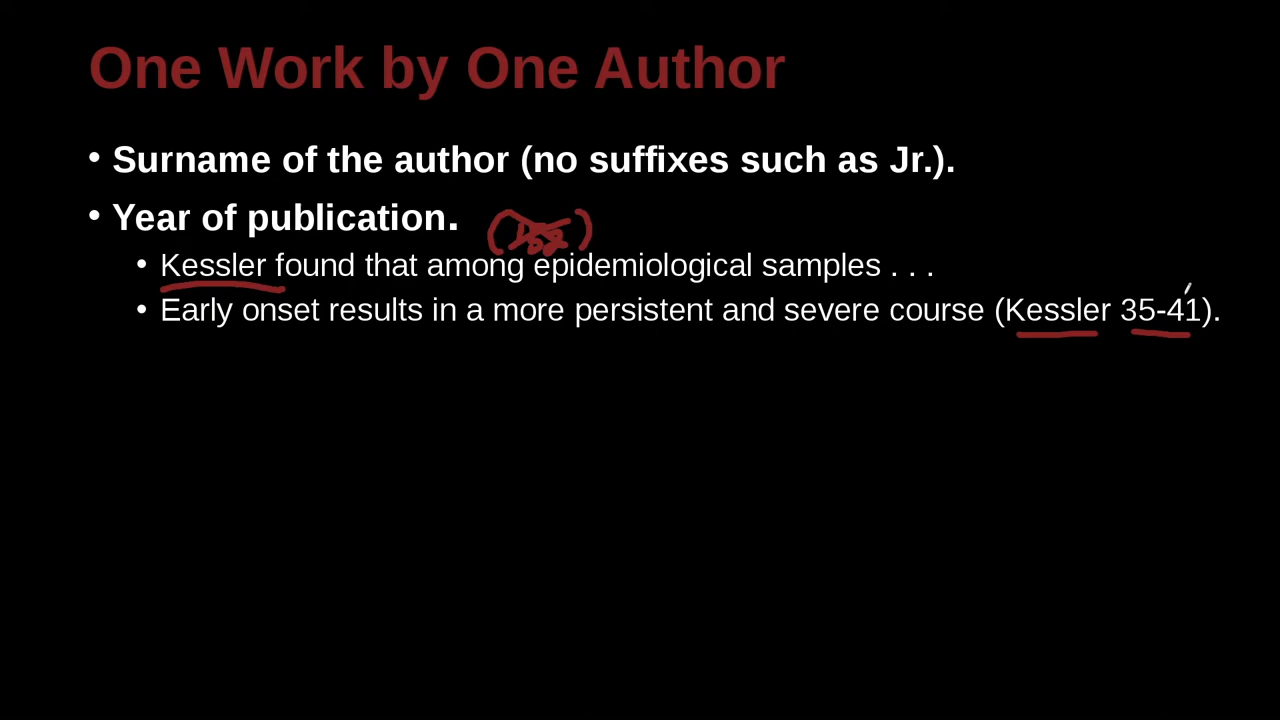 One Work by One Author
• Surname of the author (no suffixes such as Jr.).
• Year of publication.
• Kessler found that among epidemiological samples . . .
• Early onset results in a more persistent and severe course (Kessler 35-41).